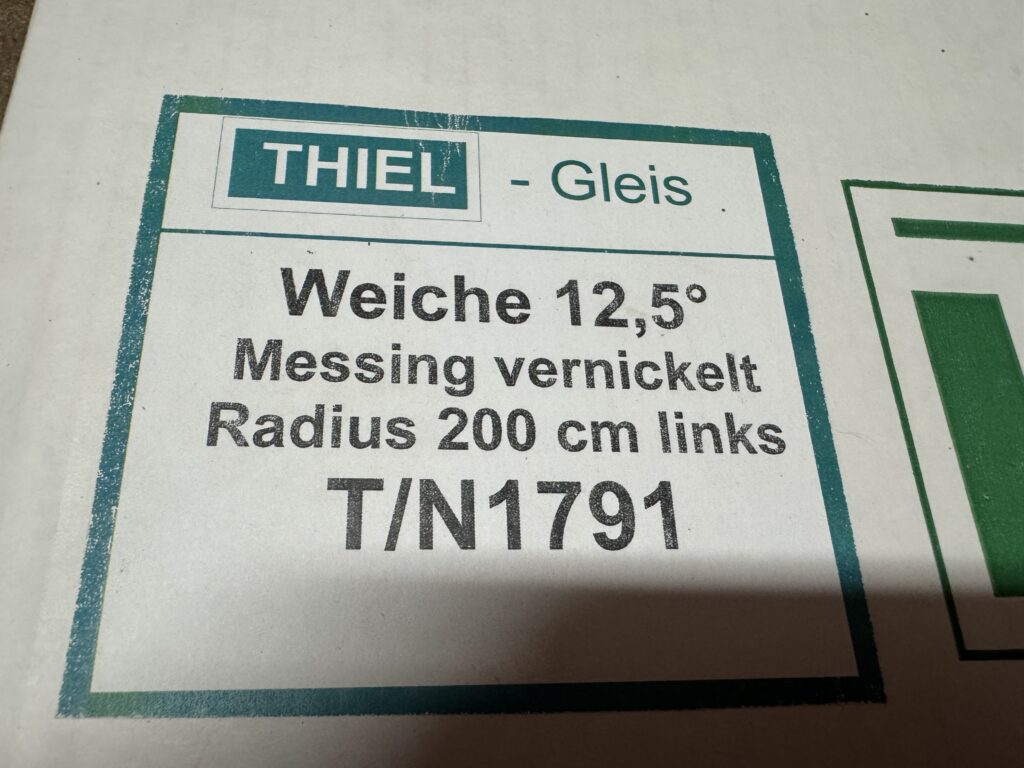 THIEL - Gleis
Weiche 12,5°
Messing vernickelt
Radius 200 cm links
T/N1791